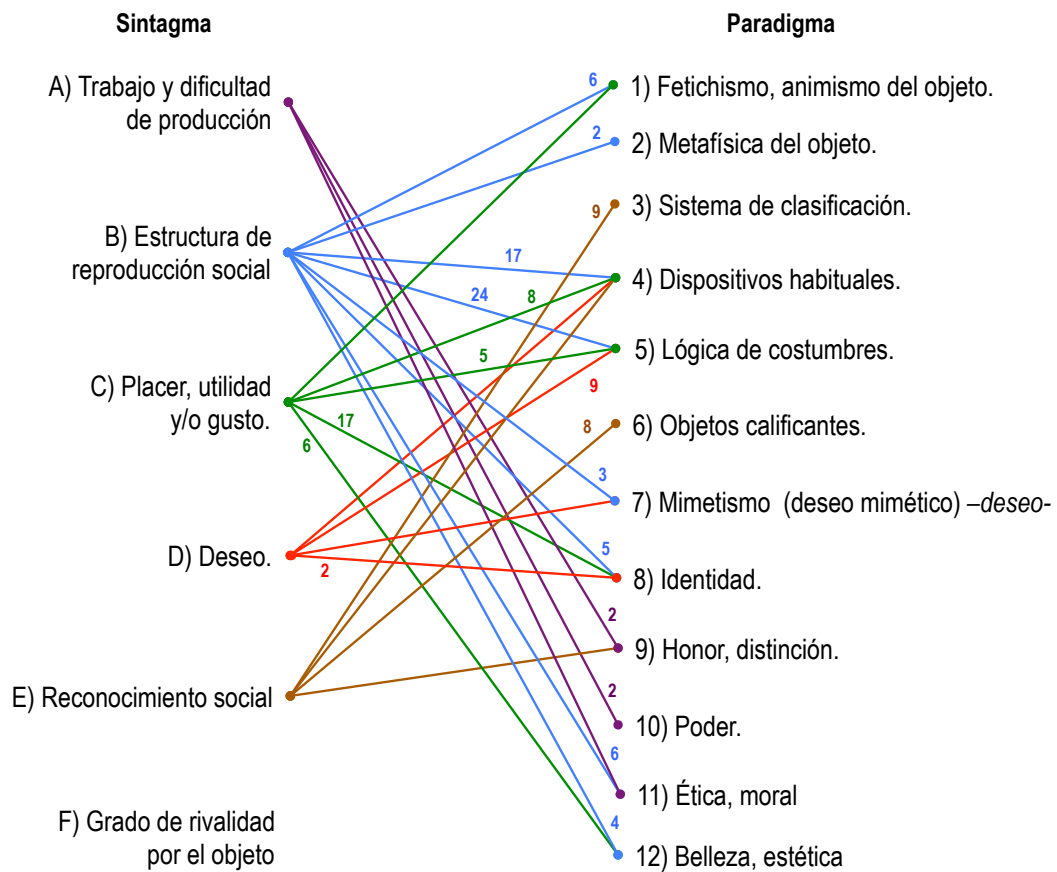 Sintagma
Paradigma
A) Trabajo y dificultad
de producción
B) Estructura de
reproducción social
C) Placer, utilidad
y/o gusto.
D) Deseo.
E) Reconocimiento social
F) Grado de rivalidad
por el objeto
6
2
9
17
24
8
5
9
17
6
8
3
5
2
2
2
6
4
1) Fetichismo, animismo del objeto.
2) Metafísica del objeto.
3) Sistema de clasificación.
4) Dispositivos habituales.
5) Lógica de costumbres.
6) Objetos calificantes.
7) Mimetismo (deseo mimético) –deseo-
8) Identidad.
9) Honor, distinción.
10) Poder.
11) Ética, moral
12) Belleza, estética